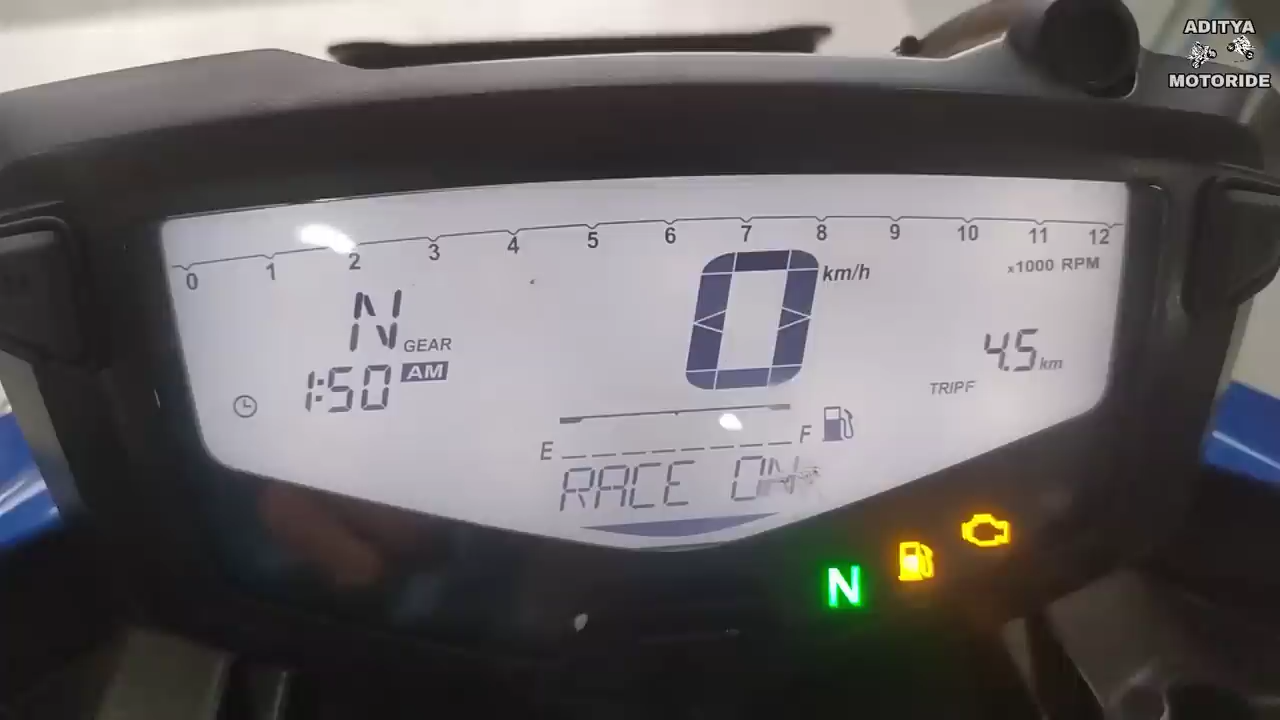 ADITYA
MOTORIDE
0 1 2 3 4 5 6 7 8 9 10 11 12
x1000 RPM
N GEAR
0 km/h
1:50 AM
4.5 km
TRIP F
E F
RACE ON
N